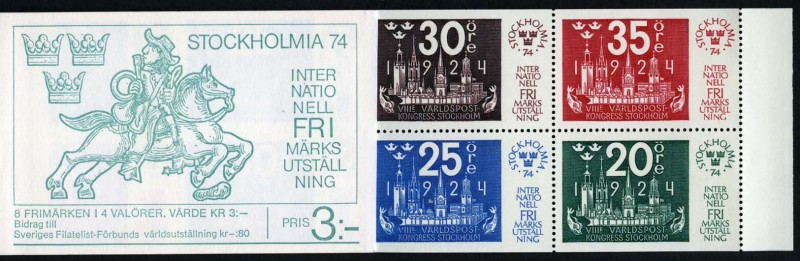 STOCKHOLMIA 74
INTER
NATIO
NELL
FRI
MÄRKS
UTSTÄLL
NING
8 FRIMÄRKEN I 4 VALÖRER. VÄRDE KR 3:—
Bidrag till
Sveriges Filatelist-Förbunds världsutställning kr -:80
PRIS 3:-
30 öre
1924
VIIIE VÄRLDSPOST-
KONGRESS STOCKHOLM
STOCKHOLMIA
74
INTER
NATIO
NELL
FRI
MÄRKS
UTSTÄLL
NING
35 öre
1924
VIIIE VÄRLDSPOST-
KONGRESS STOCKHOLM
STOCKHOLMIA
74
INTER
NATIO
NELL
FRI
MÄRKS
UTSTÄLL
NING
25 öre
1924
VIIIE VÄRLDSPOST-
KONGRESS STOCKHOLM
STOCKHOLMIA
74
INTER
NATIO
NELL
FRI
MÄRKS
UTSTÄLL
NING
20 öre
1924
VIIIE VÄRLDSPOST-
KONGRESS STOCKHOLM
STOCKHOLMIA
74
INTER
NATIO
NELL
FRI
MÄRKS
UTSTÄLL
NING